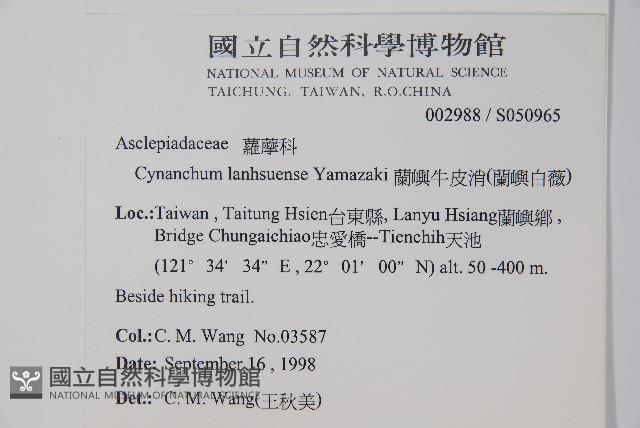 國立自然科學博物館
NATIONAL MUSEUM OF NATURAL SCIENCE
TAICHUNG, TAIWAN, R.O.CHINA
002988 / S050965
Asclepiadaceae 蘿藦科
Cynanchum lanhsuense Yamazaki 蘭嶼牛皮消(蘭嶼白薇)
Loc.:Taiwan , Taitung Hsien台東縣, Lanyu Hsiang蘭嶼鄉 ,
Bridge Chungaichiao忠愛橋--Tienchih天池
(121° 34' 34" E , 22° 01' 00" N) alt. 50 -400 m.
Beside hiking trail.
Col.:C. M. Wang No.03587
Date: September 16 , 1998
國立自然科學博物館
NATIONAL MUSEUM OF NATURAL SCIENCE
Det.: C. M. Wang(王秋美)